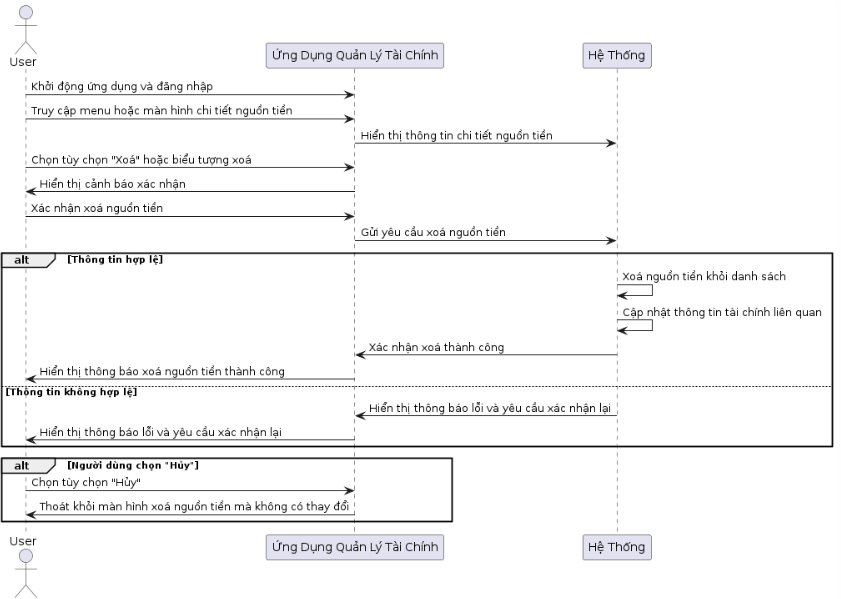 User
Ứng Dụng Quản Lý Tài Chính
Hệ Thống
Khởi động ứng dụng và đăng nhập
Truy cập menu hoặc màn hình chi tiết nguồn tiền
Hiển thị thông tin chi tiết nguồn tiền
Chọn tùy chọn "Xoá" hoặc biểu tượng xoá
Hiển thị cảnh báo xác nhận
Xác nhận xoá nguồn tiền
Gửi yêu cầu xoá nguồn tiền
alt [Thông tin hợp lệ]
Xoá nguồn tiền khỏi danh sách
Cập nhật thông tin tài chính liên quan
Xác nhận xoá thành công
Hiển thị thông báo xoá nguồn tiền thành công
[Thông tin không hợp lệ]
Hiển thị thông báo lỗi và yêu cầu xác nhận lại
Hiển thị thông báo lỗi và yêu cầu xác nhận lại
alt [Người dùng chọn "Hủy"]
Chọn tùy chọn "Hủy"
Thoát khỏi màn hình xoá nguồn tiền mà không có thay đổi
User
Ứng Dụng Quản Lý Tài Chính
Hệ Thống